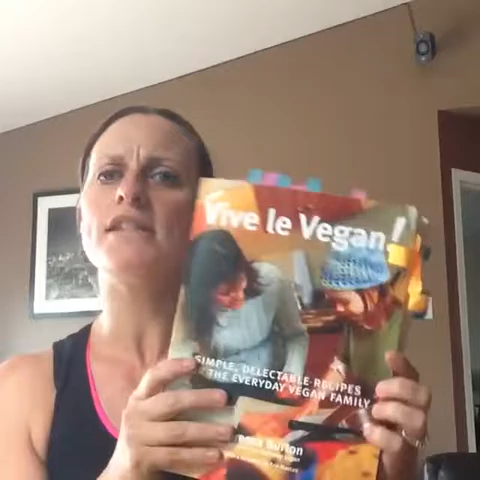 Vive le Vegan!
SIMPLE, DELECTABLE RECIPES
THE EVERYDAY VEGAN FAMILY
Burton